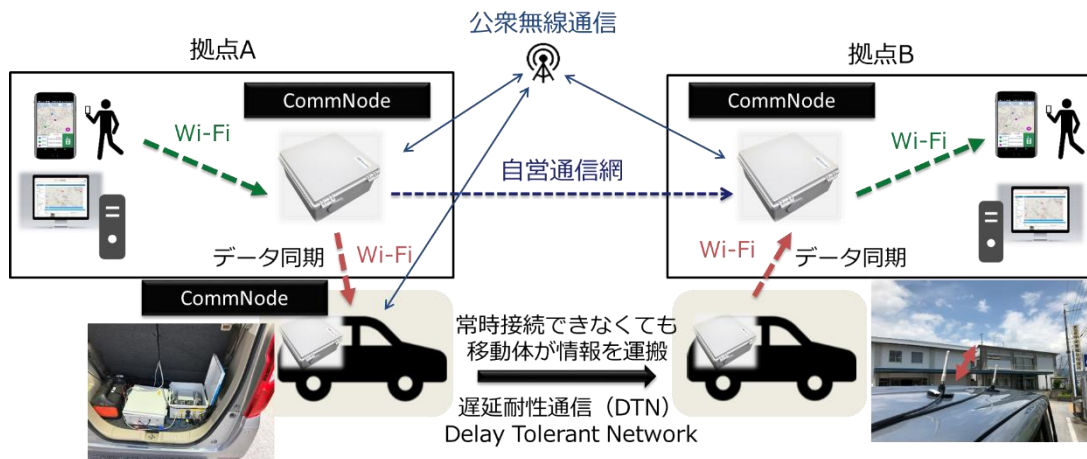 公衆無線通信
拠点A
拠点B
CommNode
CommNode
Wi-Fi
Wi-Fi
自営通信網
データ同期
Wi-Fi
Wi-Fi
データ同期
CommNode
常時接続できなくても
移動体が情報を運搬
遅延耐性通信（DTN）
Delay Tolerant Network